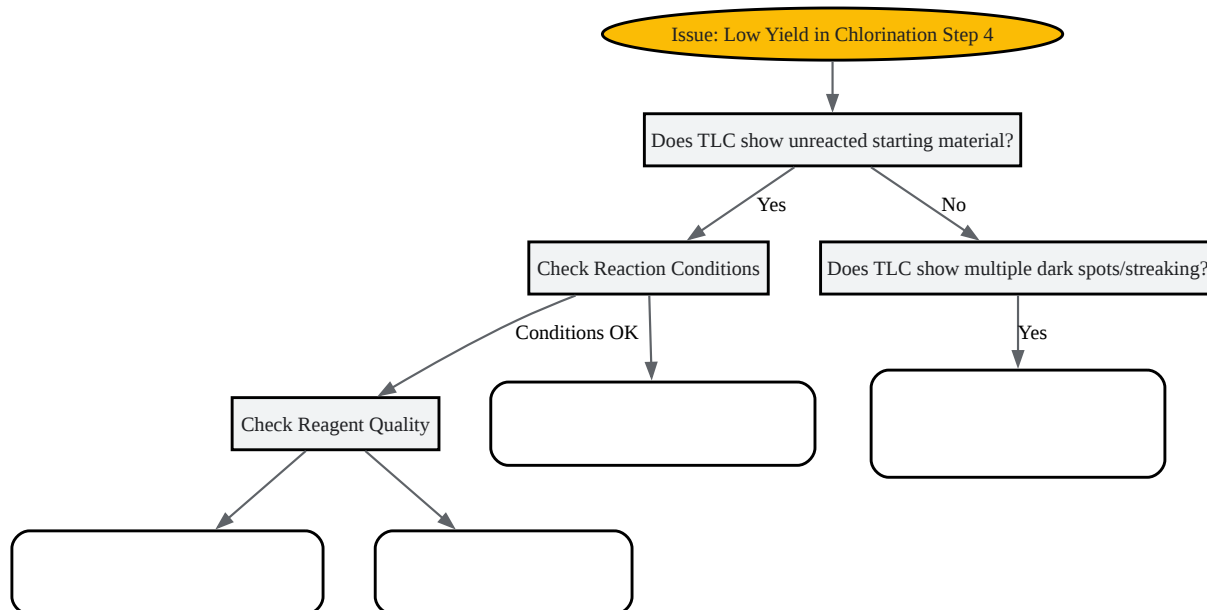 Issue: Low Yield in Chlorination Step 4
Does TLC show unreacted starting material?
Yes
No
Check Reaction Conditions
Does TLC show multiple dark spots/streaking?
Conditions OK
Yes
Check Reagent Quality